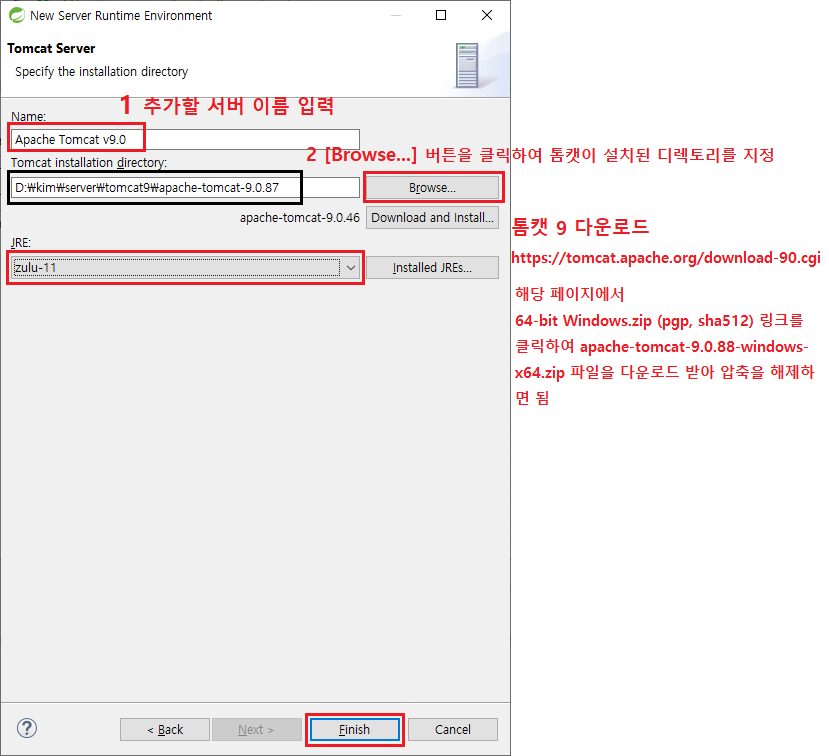 New Server Runtime Environment
Tomcat Server
Specify the installation directory
1 추가할 서버 이름 입력
Name:
Apache Tomcat v9.0
2 [Browse...] 버튼을 클릭하여 톰캣이 설치된 디렉토리를 지정
Tomcat installation directory:
D:₩kim₩server₩tomcat9₩apache-tomcat-9.0.87
Browse...
apache-tomcat-9.0.46
Download and Install...
톰캣 9 다운로드
JRE:
https://tomcat.apache.org/download-90.cgi
zulu-11
Installed JREs...
해당 페이지에서
64-bit Windows.zip (pgp, sha512) 링크를
클릭하여 apache-tomcat-9.0.88-windows-
x64.zip 파일을 다운로드 받아 압축을 해제하
면 됨
?
< Back
Next >
Finish
Cancel